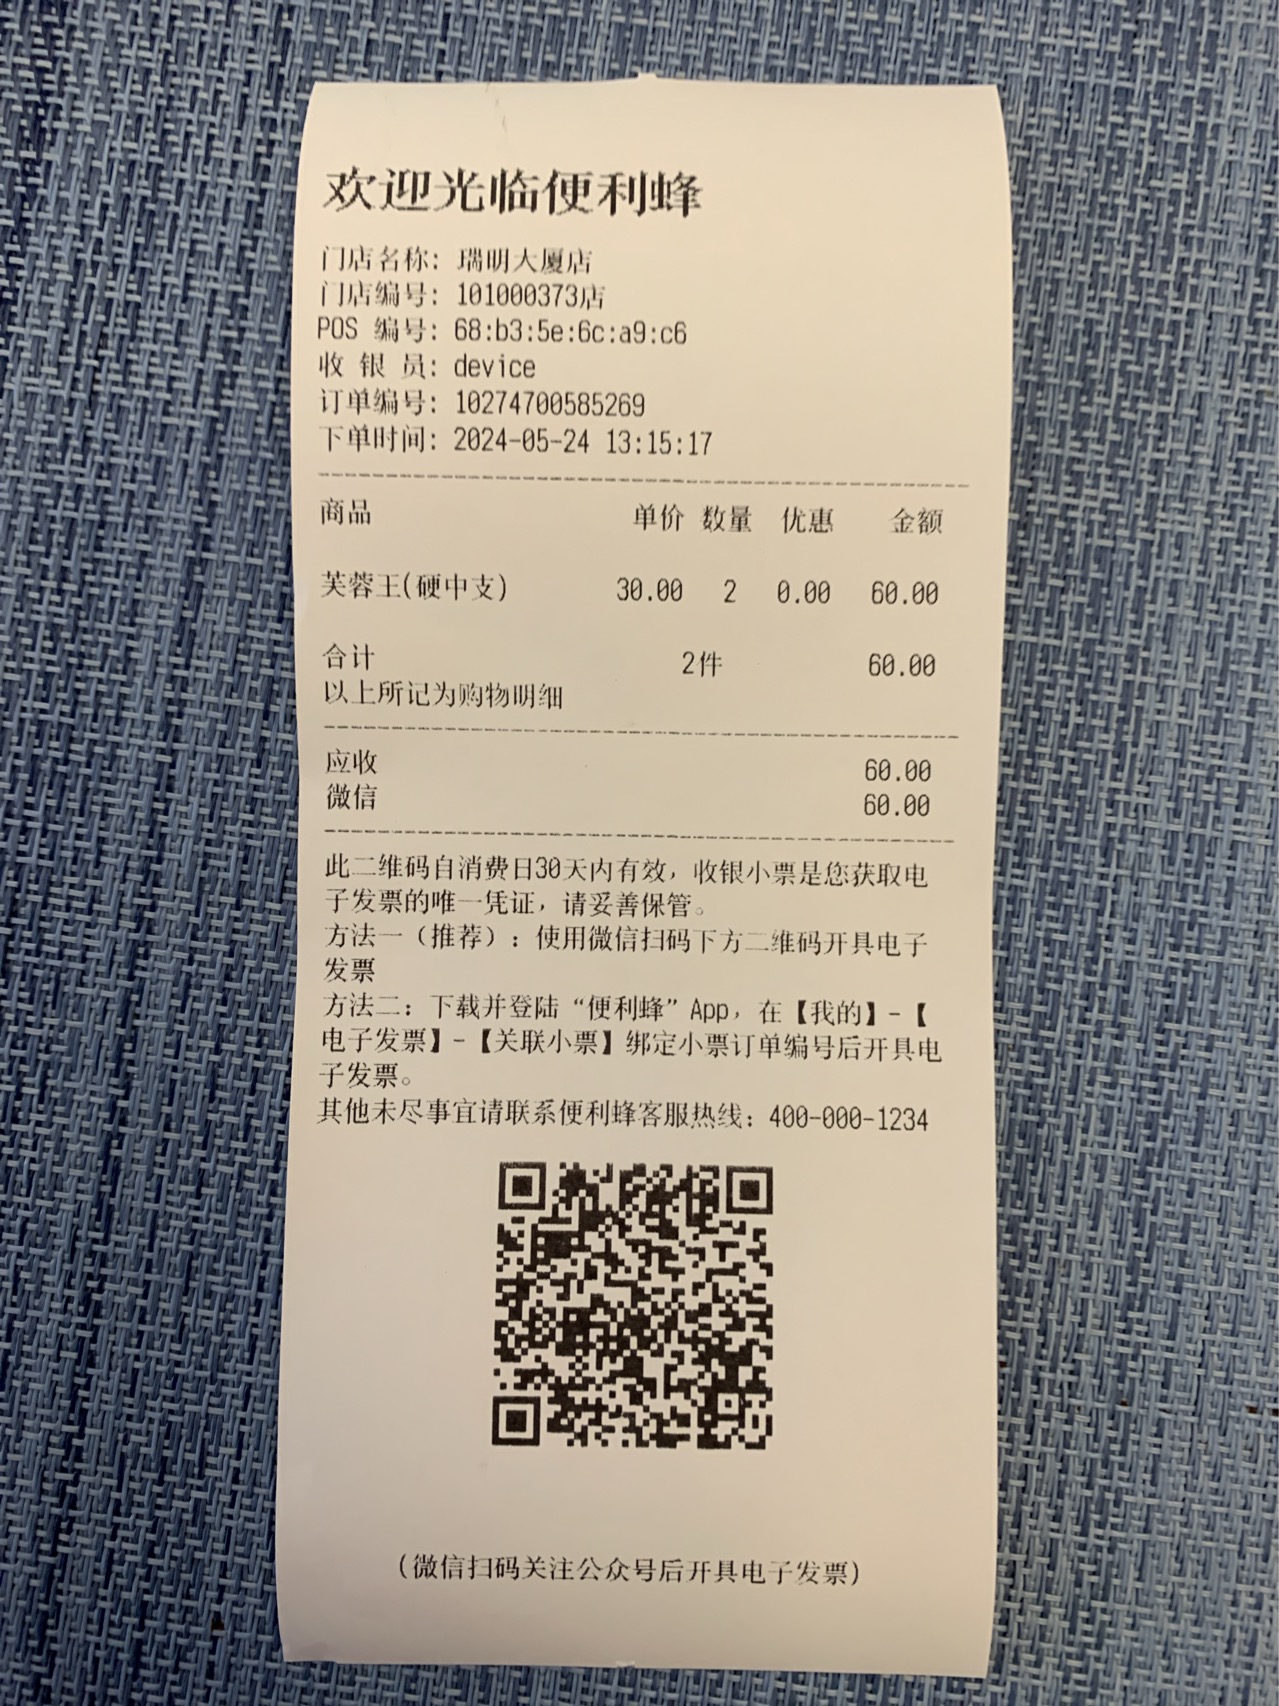 欢迎光临便利蜂
门店名称: 瑞明大厦店
门店编号: 101000373店
POS 编号: 68:b3:5e:6c:a9:c6
收 银 员: device
订单编号: 10274700585269
下单时间: 2024-05-24 13:15:17
商品 单价 数量 优惠 金额
芙蓉王(硬中支) 30.00 2 0.00 60.00
合计 2件 60.00
以上所记为购物明细
应收 60.00
微信 60.00
此二维码自消费日30天内有效，收银小票是您获取电
子发票的唯一凭证，请妥善保管。
方法一（推荐）：使用微信扫码下方二维码开具电子
发票
方法二：下载并登陆“便利蜂”App，在【我的】-【
电子发票】-【关联小票】绑定小票订单编号后开具电
子发票。
其他未尽事宜请联系便利蜂客服热线：400-000-1234
(微信扫码关注公众号后开具电子发票)